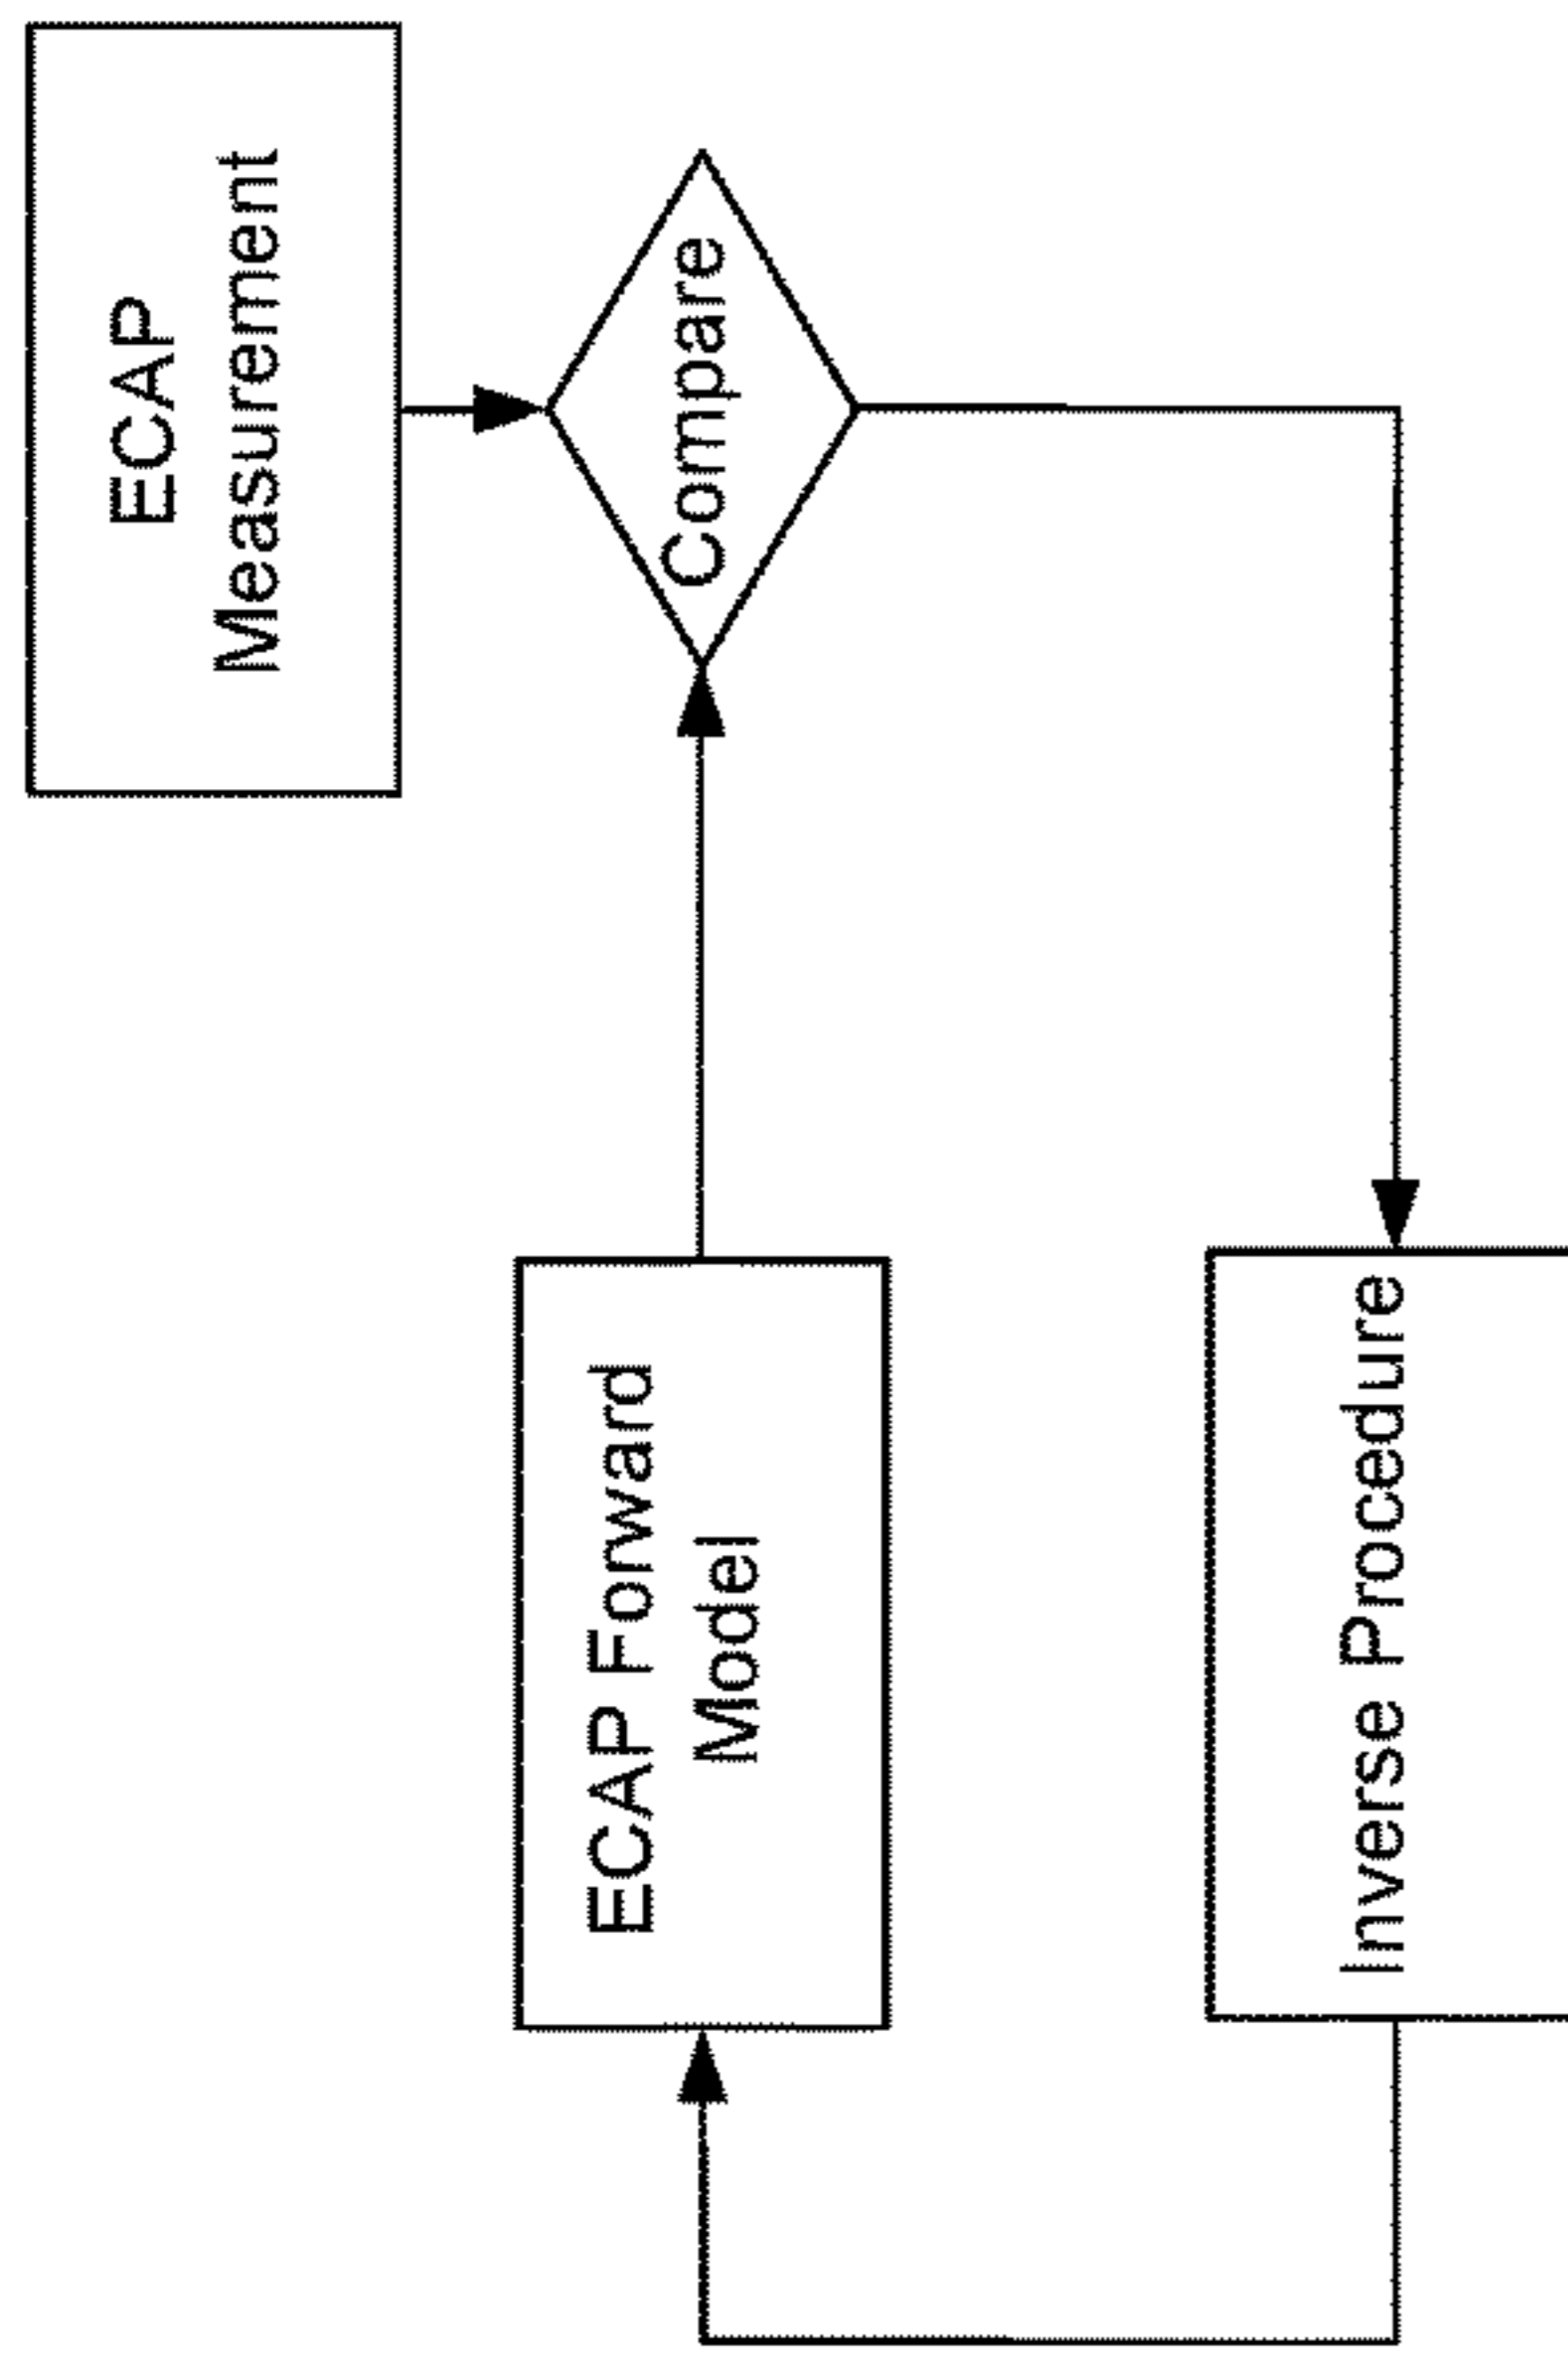 ECAP
Measurement
Compare
ECAP Forward
Model
Inverse Procedure